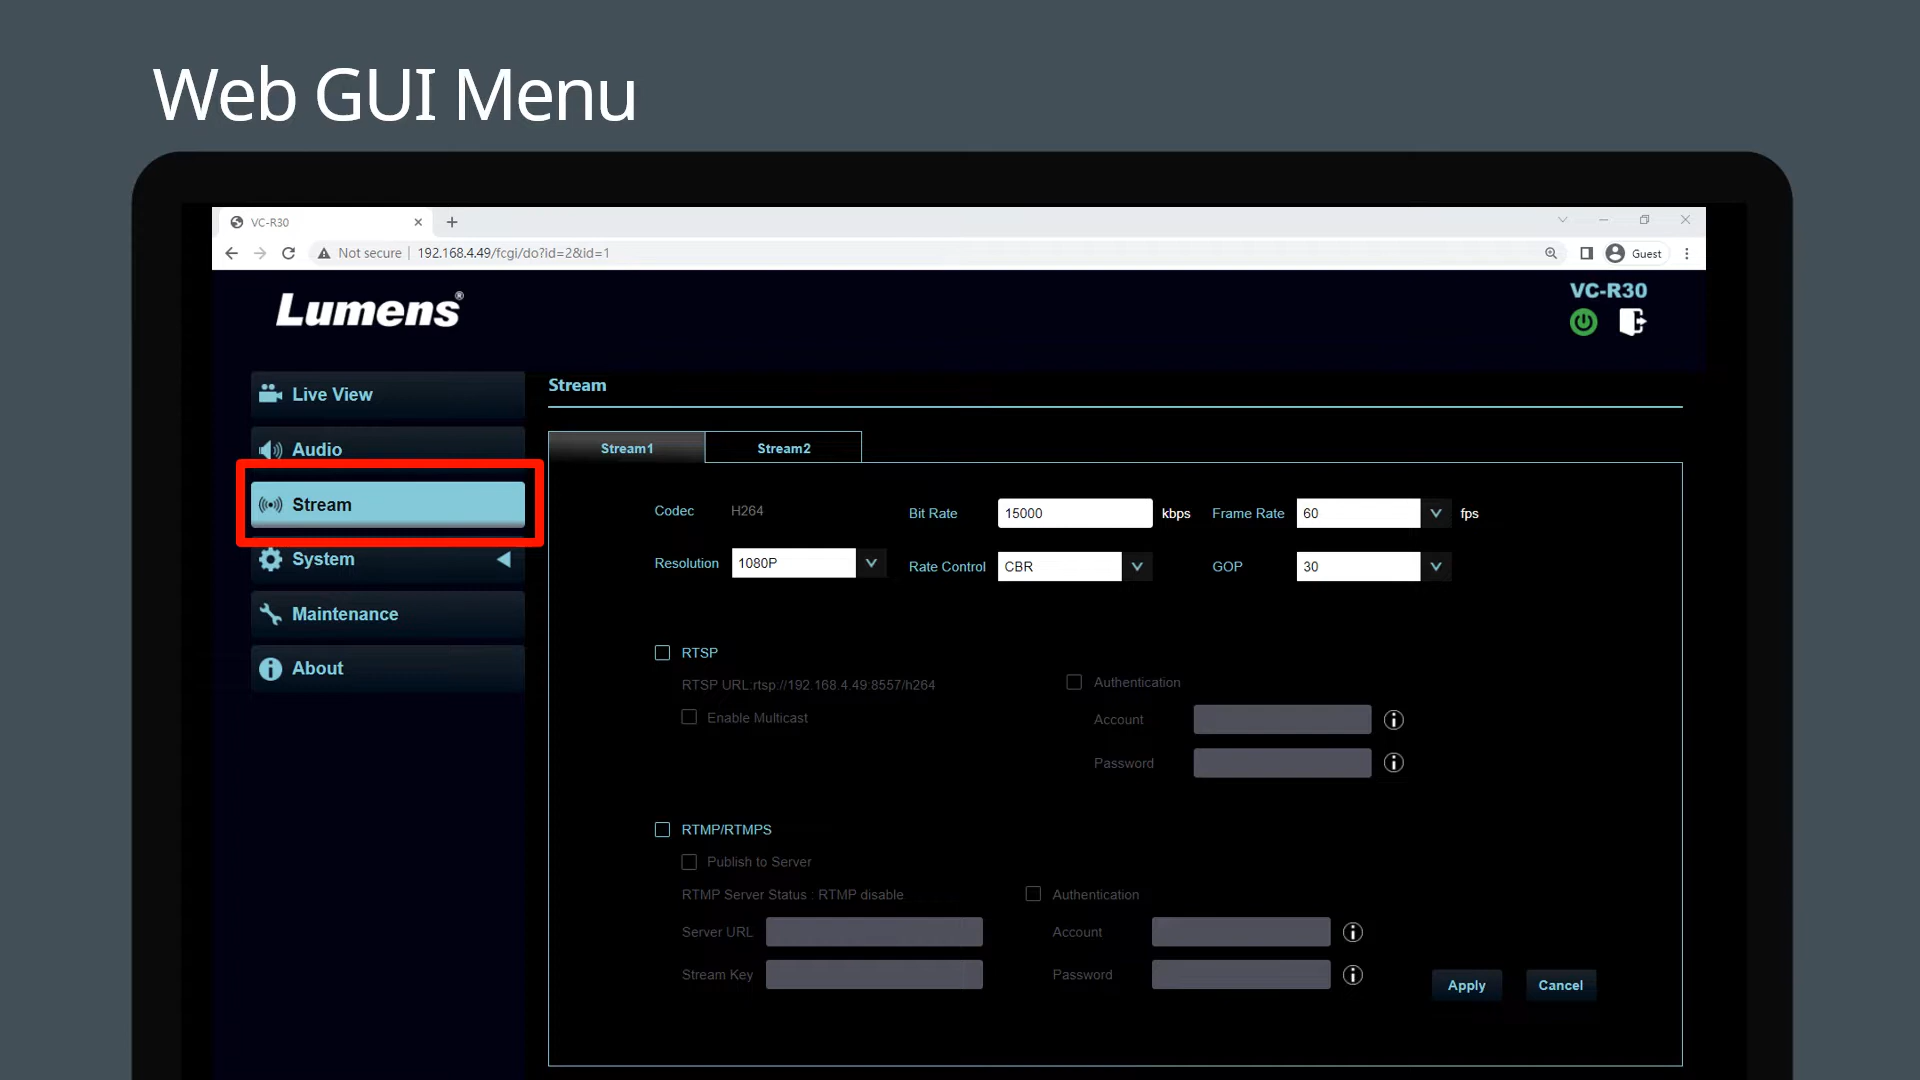 Web GUI Menu
VC-R30
Not secure
192.168.4.49/fcgi/do?id=2&id=1
Guest
Lumens®
VC-R30
Live View
Audio
Stream
System
Maintenance
About
Stream
Stream1
Stream2
Codec H264
Bit Rate 15000 kbps
Frame Rate 60 fps
Resolution 1080P
Rate Control CBR
GOP 30
RTSP
RTSP URL:rtsp://192.168.4.49:8557/h264
Enable Multicast
Authentication
Account
Password
RTMP/RTMPS
Publish to Server
RTMP Server Status : RTMP disable
Server URL
Stream Key
Authentication
Account
Password
Apply
Cancel